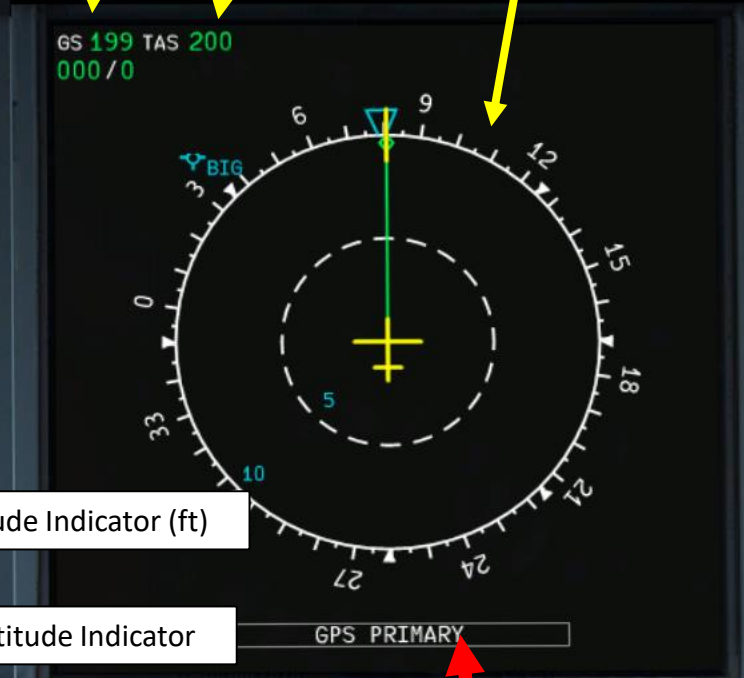 GS 199 TAS 200
000/0
6
9
12
BIG
3
15
0
18
5
33
10
21
ude Indicator (ft)
24
27
titude Indicator
GPS PRIMARY